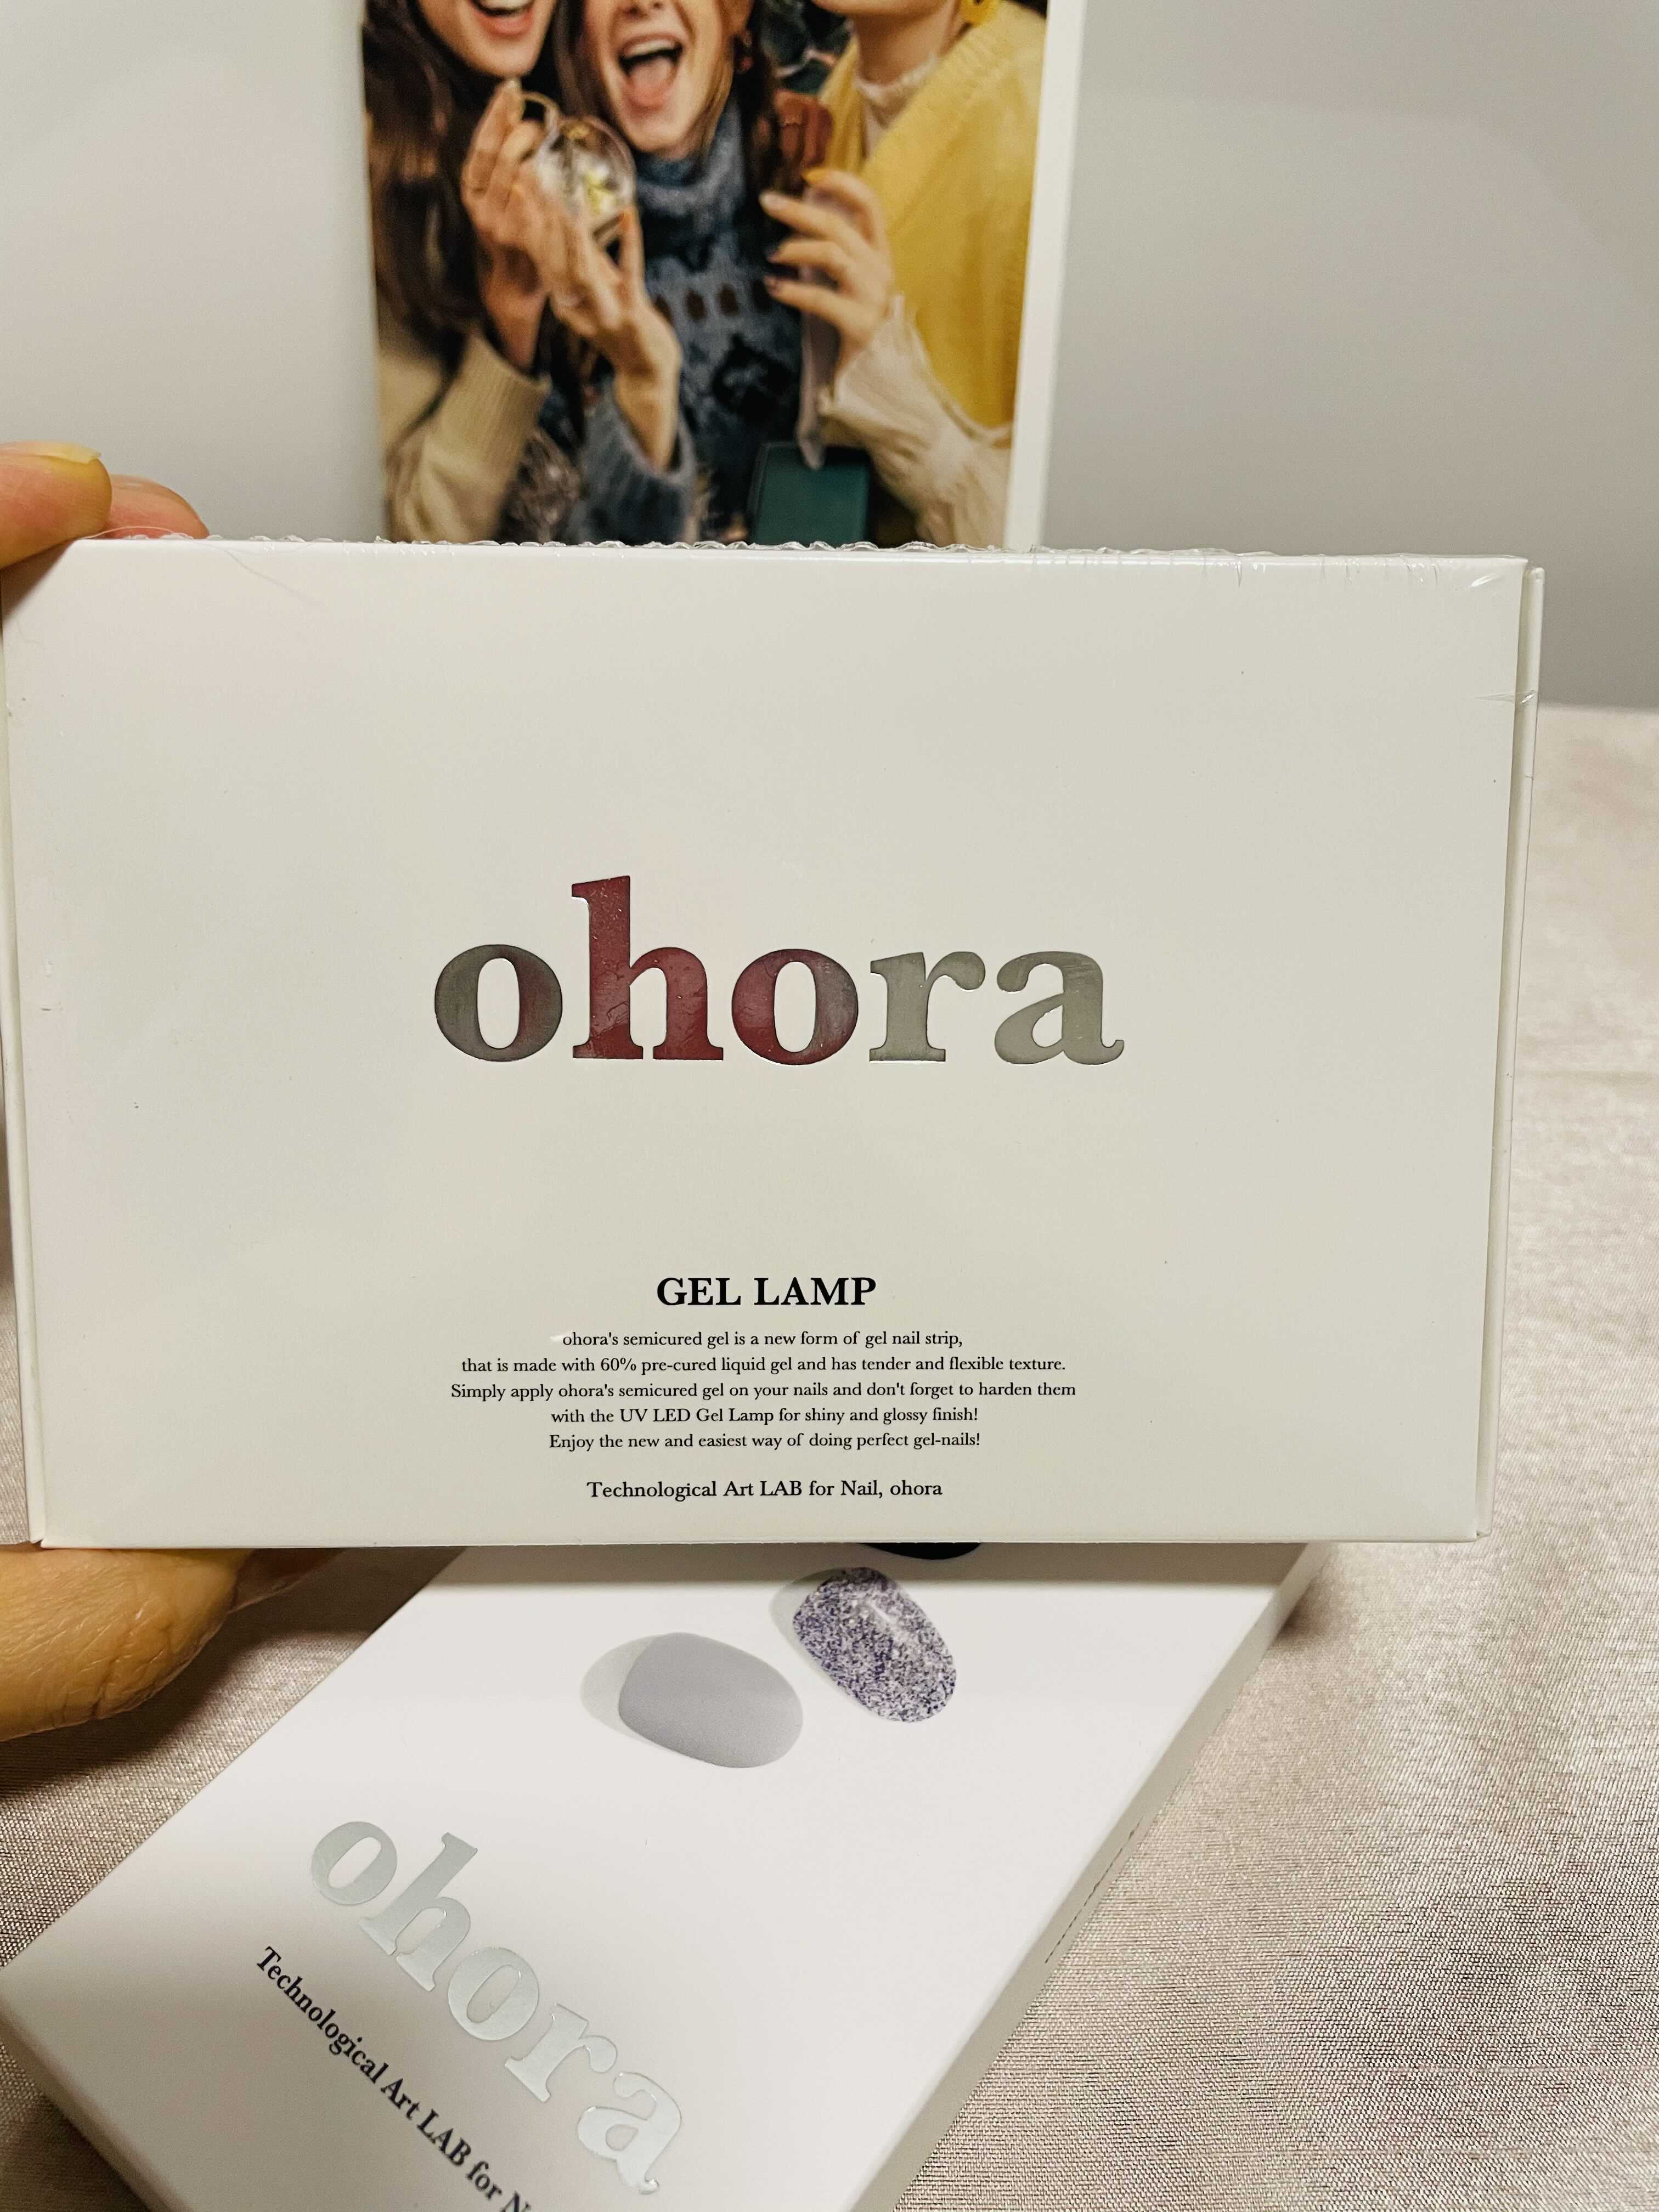 ohora
GEL LAMP
ohora's semicured gel is a new form of gel nail strip,
that is made with 60% pre-cured liquid gel and has tender and flexible texture.
Simply apply ohora's semicured gel on your nails and don't forget to harden them
with the UV LED Gel Lamp for shiny and glossy finish!
Enjoy the new and easiest way of doing perfect gel-nails!
Technological Art LAB for Nail, ohora
ohora
Technological Art LAB for